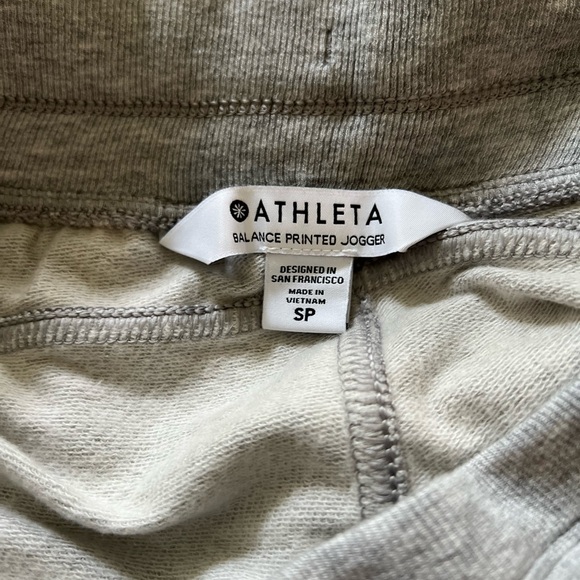 ATHLETA
BALANCE PRINTED JOGGER
DESIGNED IN
SAN FRANCISCO
MADE IN
VIETNAM
SP